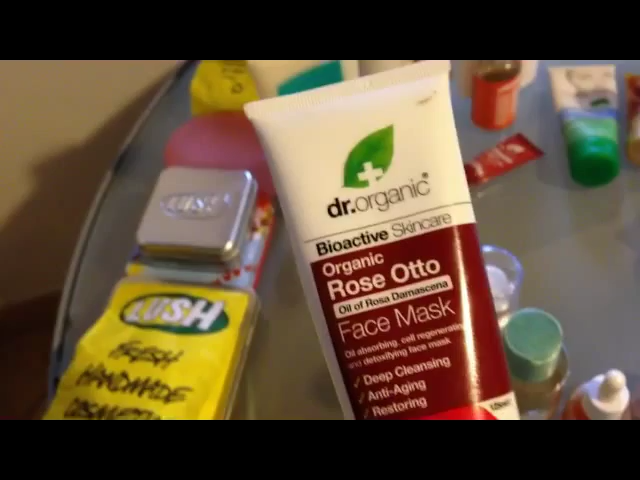 dr.organic®
Bioactive Skincare
Organic
Rose Otto
Oil of Rosa Damascena
Face Mask
Oil absorbing, cell regenerating
and detoxifying face mask
✓ Deep Cleansing
✓ Anti-Aging
✓ Restoring
LUSH
LUSH
FRESH
HANDMADE
COSMETICS